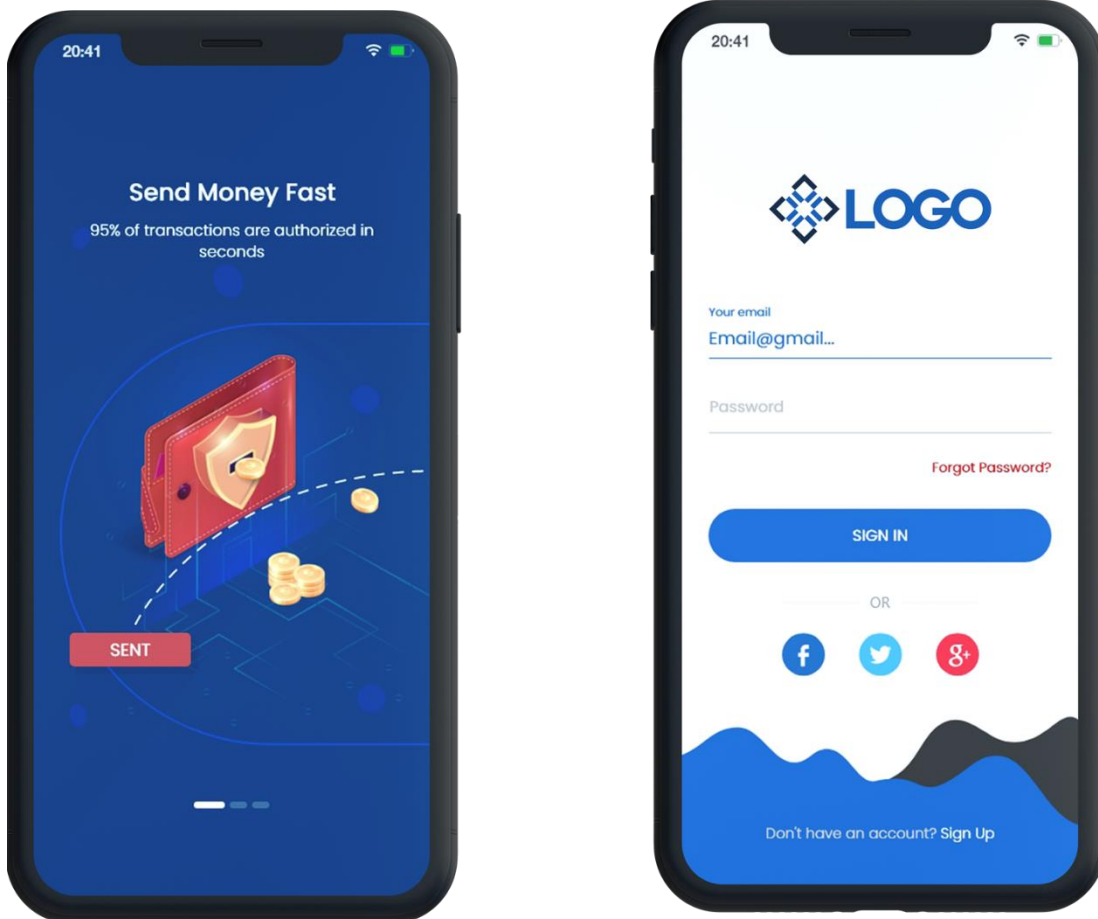 20:41
Send Money Fast
95% of transactions are authorized in
seconds
SENT
20:41
LOGO
Your email
Email@gmail...
Password
Forgot Password?
SIGN IN
OR
f
g+
Don't have an account? Sign Up